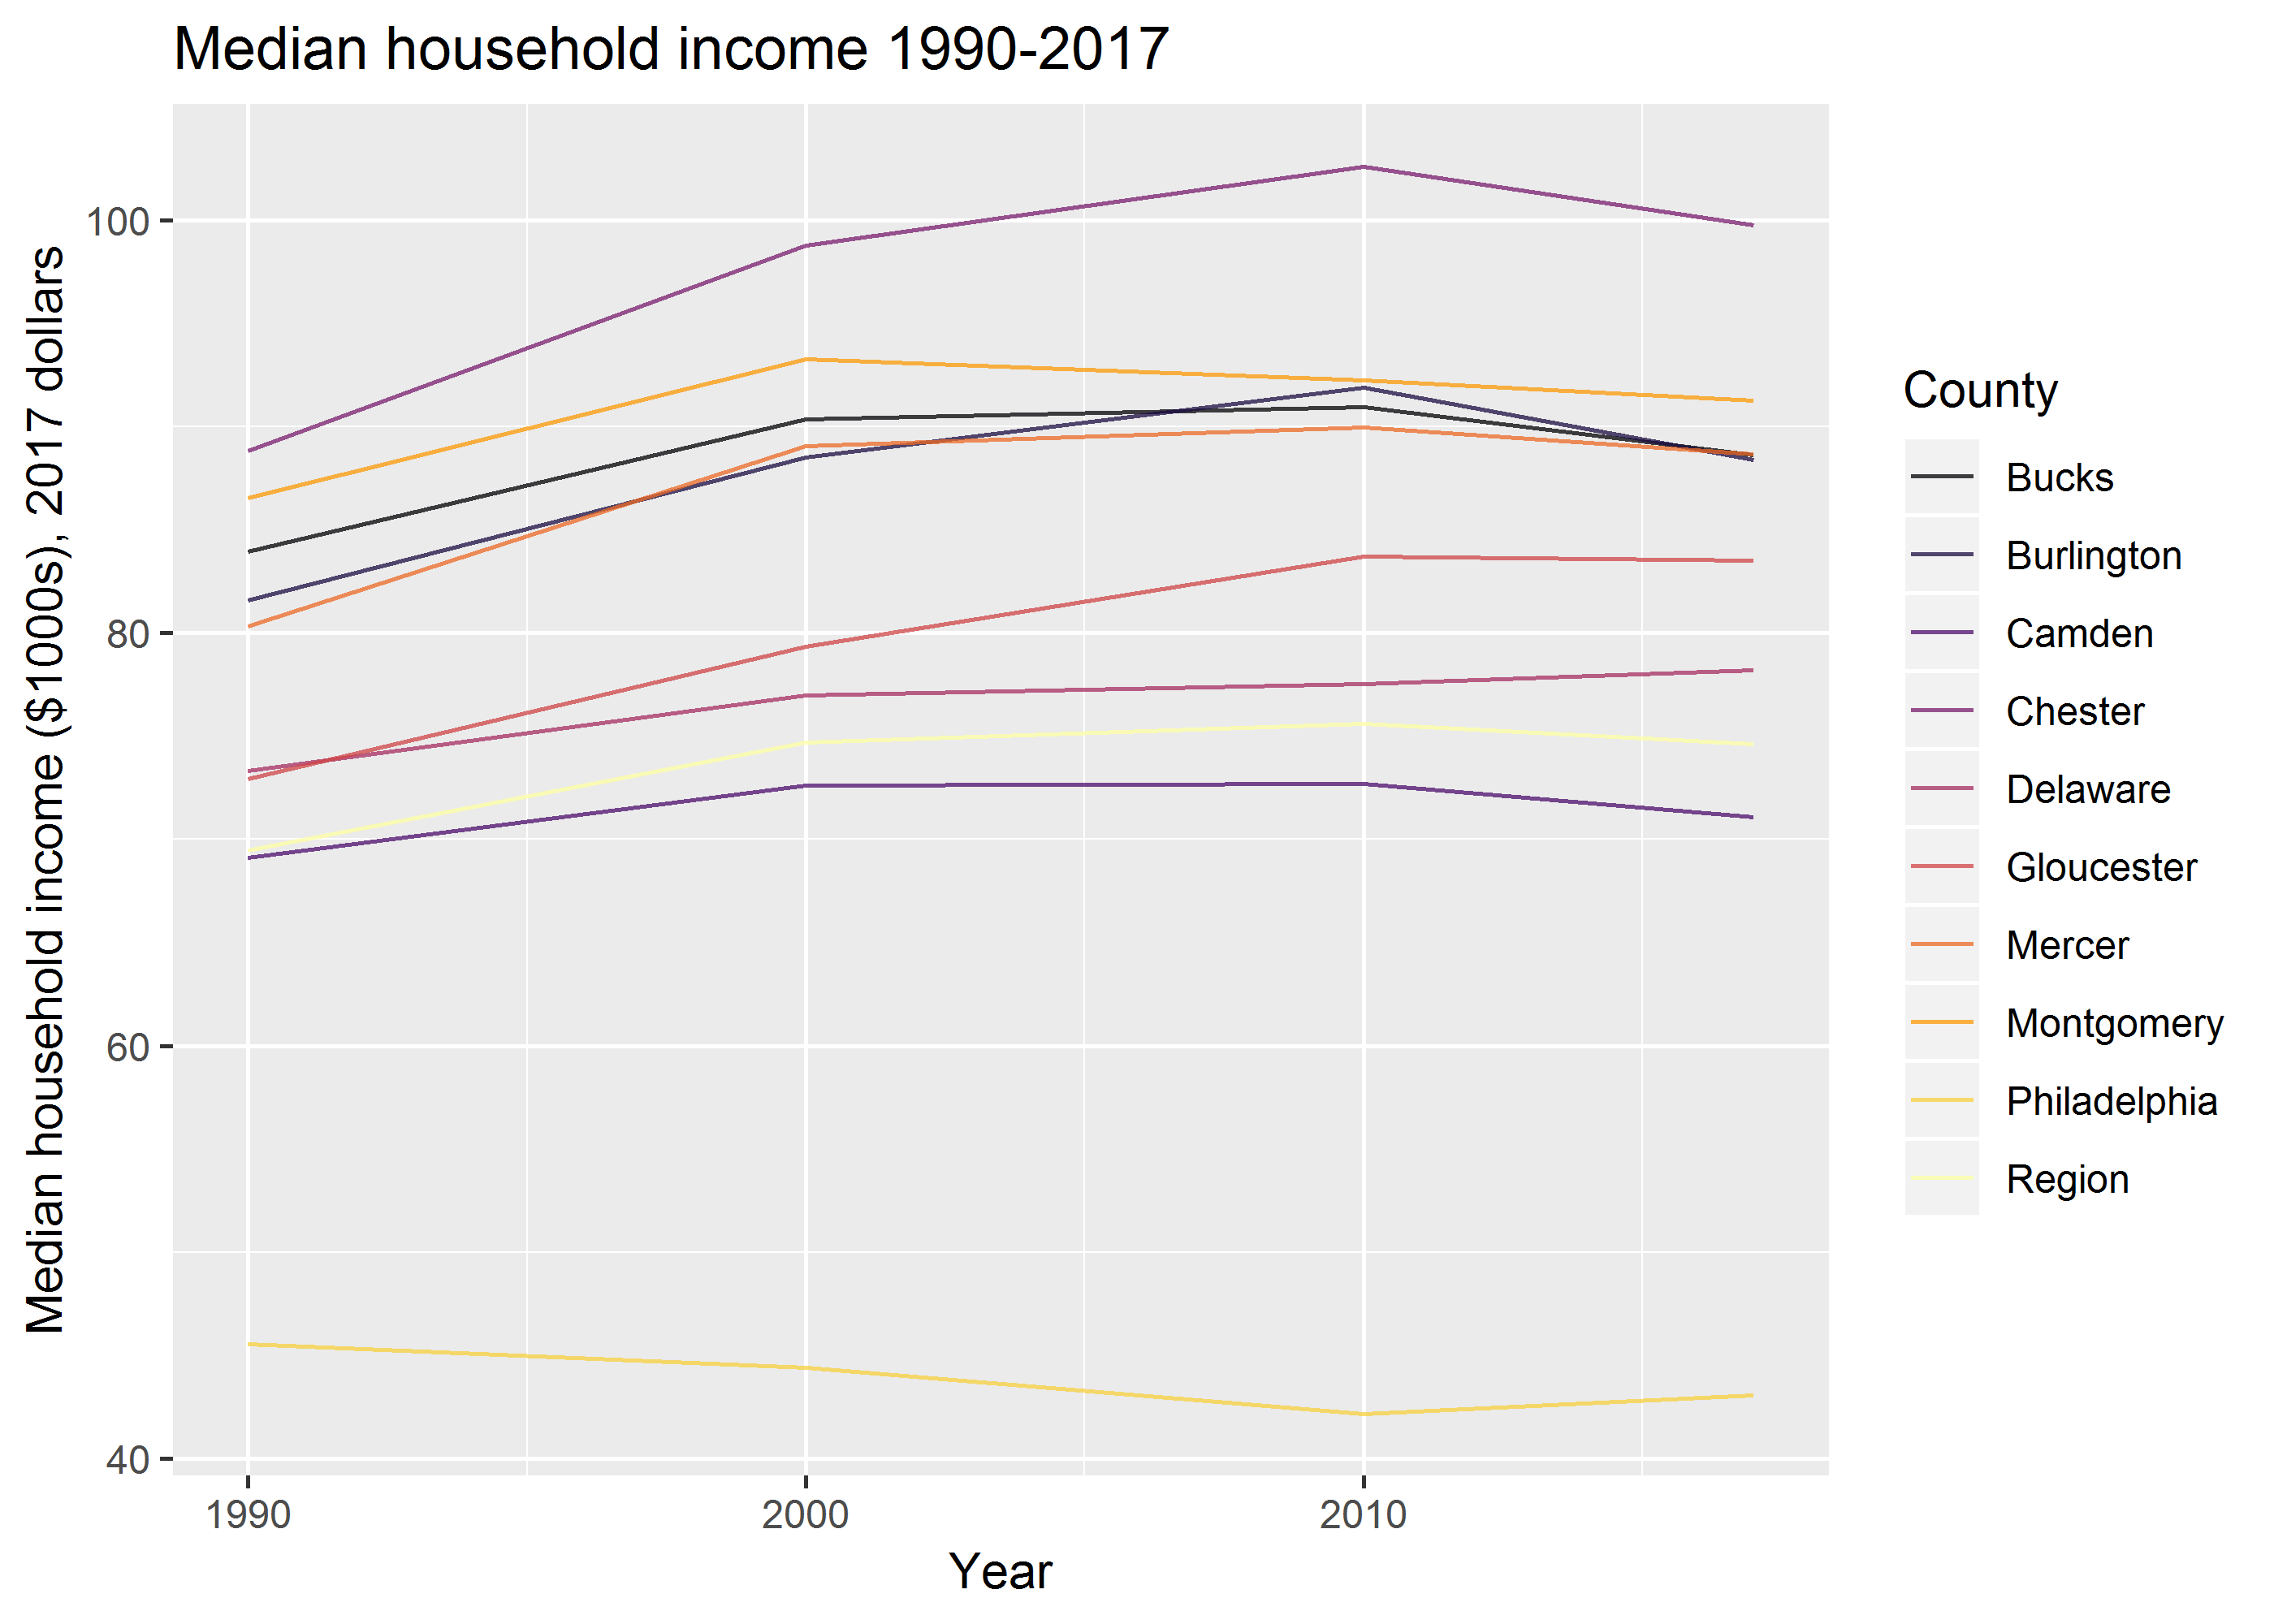 Median household income 1990-2017
Median household income ($1000s), 2017 dollars
100
80
60
40
1990
2000
2010
Year
County
Bucks
Burlington
Camden
Chester
Delaware
Gloucester
Mercer
Montgomery
Philadelphia
Region